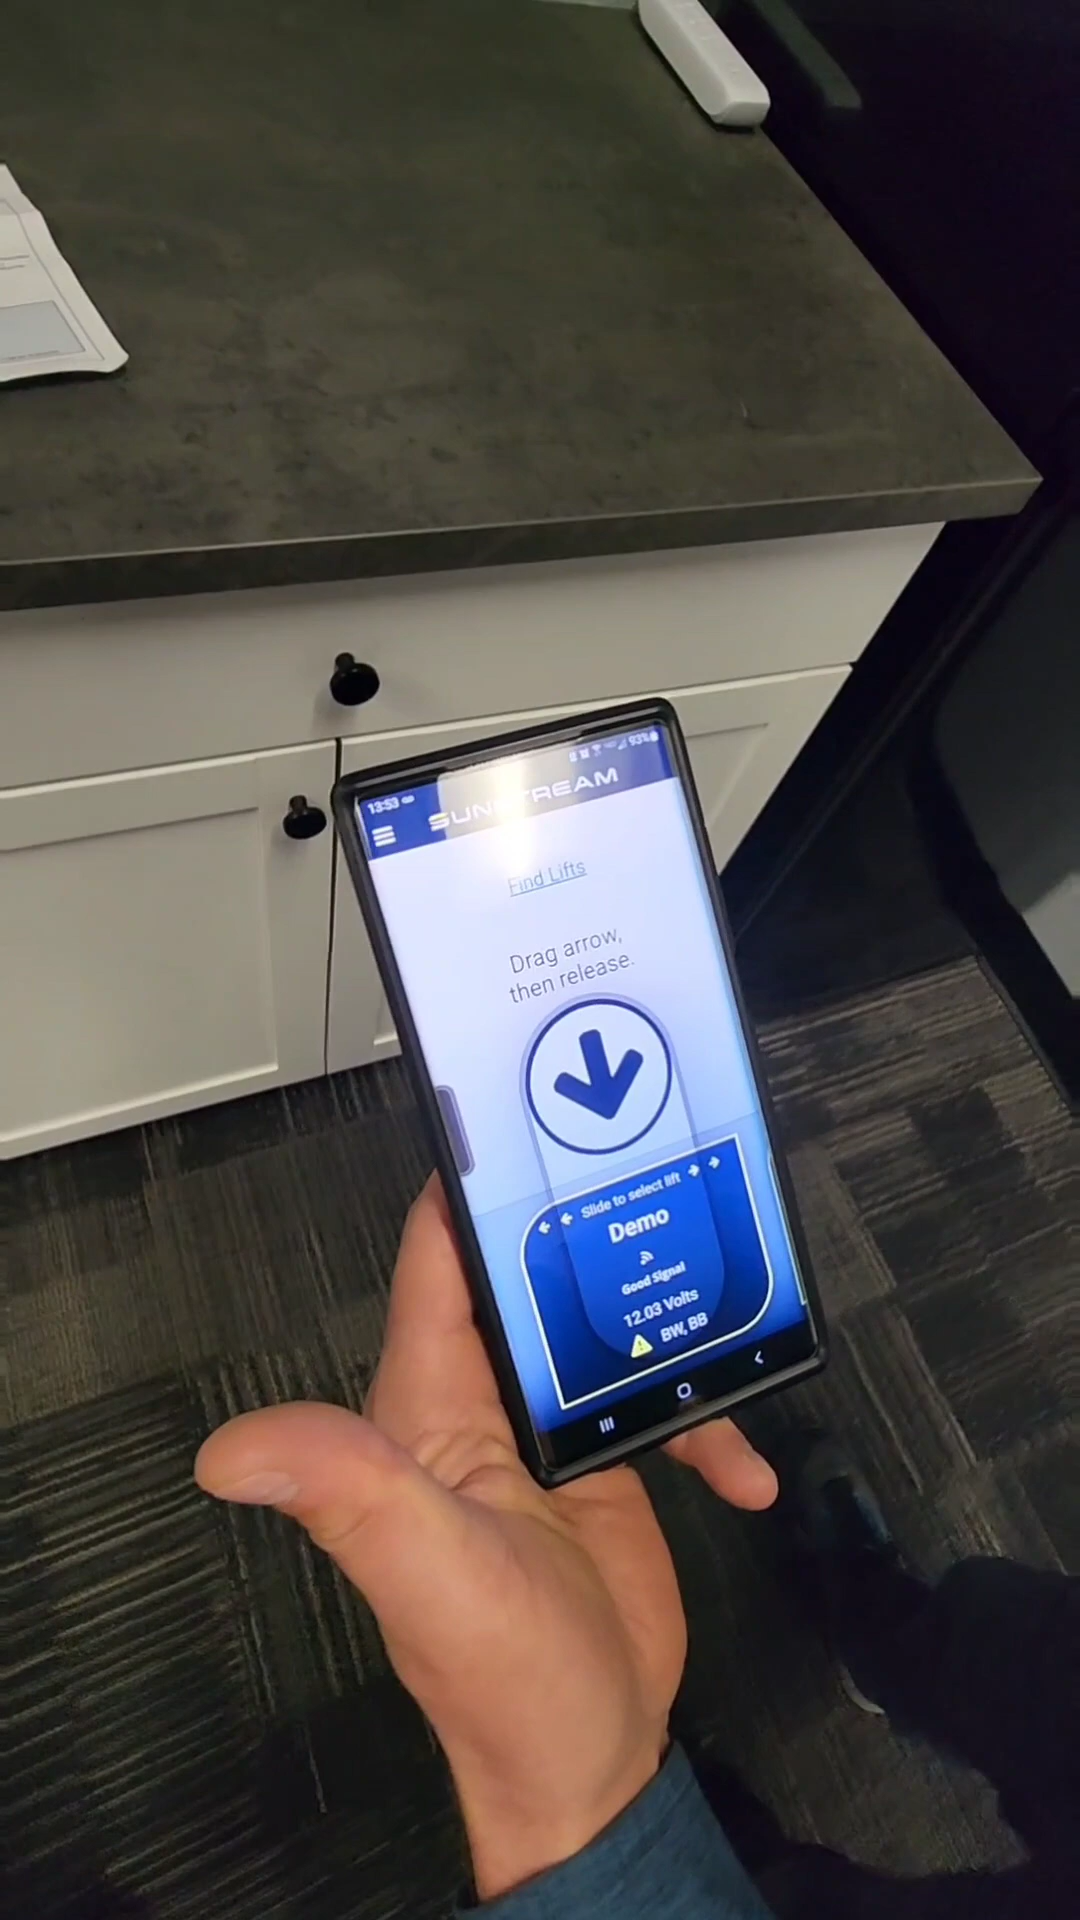 13:53
93%
SUNSTREAM
Find Lifts
Drag arrow,
then release.
Slide to select lift
Demo
Good Signal
12.03 Volts
BW, BB